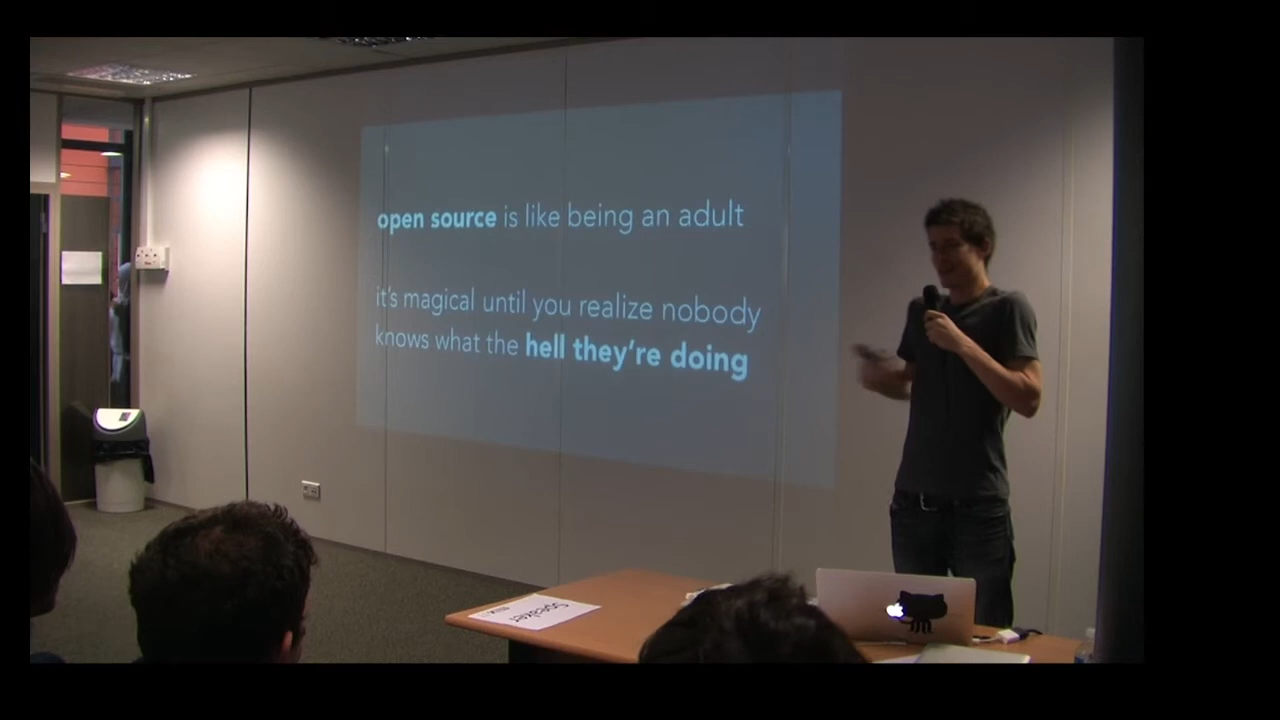 open source is like being an adult
it's magical until you realize nobody
knows what the hell they're doing
Speaker